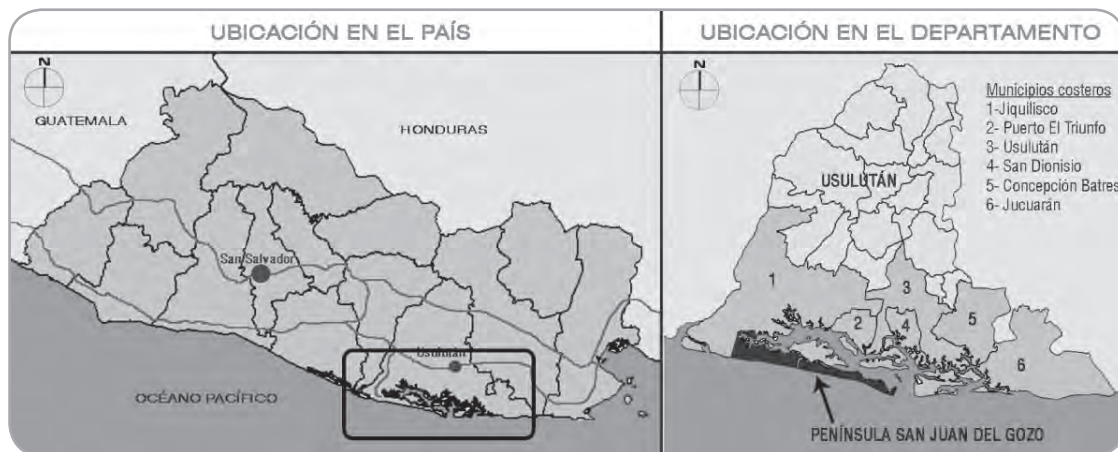 UBICACIÓN EN EL PAÍS
N
GUATEMALA
HONDURAS
San Salvador
Usulután
OCÉANO PACÍFICO
UBICACIÓN EN EL DEPARTAMENTO
N
Municipios costeros
1-Jiquilisco
2- Puerto El Triunfo
3- Usulután
4- San Dionisio
5- Concepción Batres
6- Jucuarán
USULUTÁN
1
3
2
4
5
6
PENÍNSULA SAN JUAN DEL GOZO